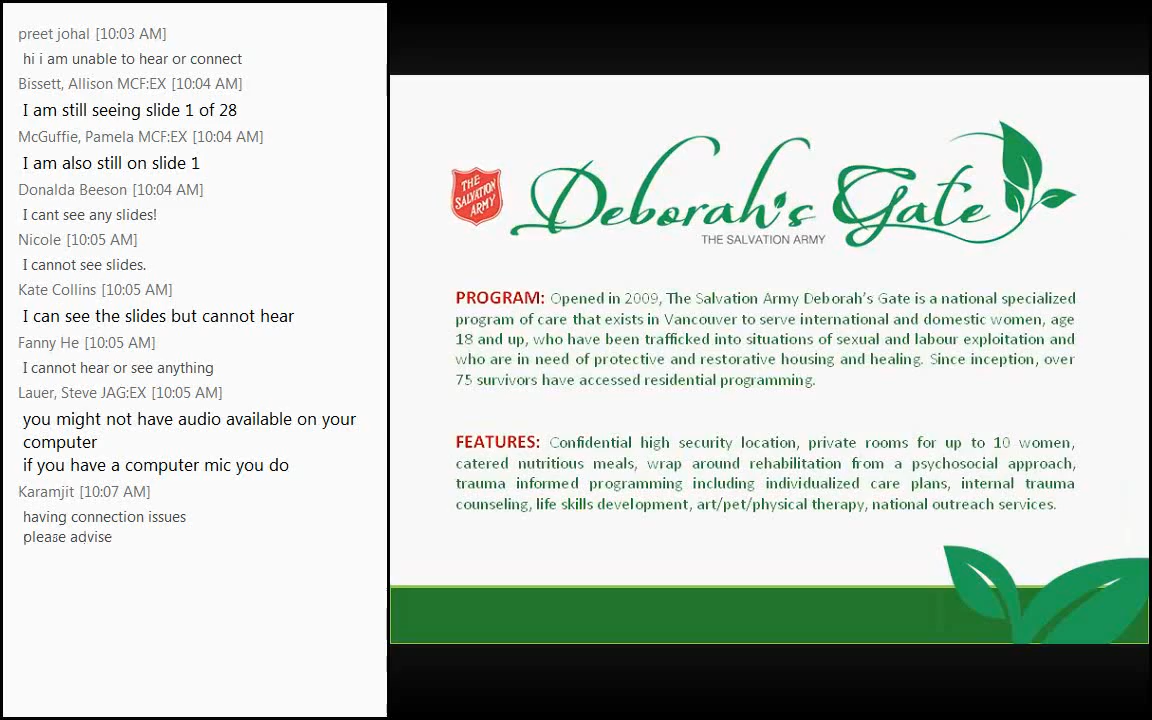 preet johal [10:03 AM]
hi i am unable to hear or connect
Bissett, Allison MCF:EX [10:04 AM]
I am still seeing slide 1 of 28
McGuffie, Pamela MCF:EX [10:04 AM]
I am also still on slide 1
Donalda Beeson [10:04 AM]
I cant see any slides!
Nicole [10:05 AM]
I cannot see slides.
Kate Collins [10:05 AM]
I can see the slides but cannot hear
Fanny He [10:05 AM]
I cannot hear or see anything
Lauer, Steve JAG:EX [10:05 AM]
you might not have audio available on your
computer
if you have a computer mic you do
Karamjit [10:07 AM]
having connection issues
please advise
THE
SALVATION
ARMY
Deborah's Gate
THE SALVATION ARMY
PROGRAM: Opened in 2009, The Salvation Army Deborah's Gate is a national specialized
program of care that exists in Vancouver to serve international and domestic women, age
18 and up, who have been trafficked into situations of sexual and labour exploitation and
who are in need of protective and restorative housing and healing. Since inception, over
75 survivors have accessed residential programming.
FEATURES: Confidential high security location, private rooms for up to 10 women,
catered nutritious meals, wrap around rehabilitation from a psychosocial approach,
trauma informed programming including individualized care plans, internal trauma
counseling, life skills development, art/pet/physical therapy, national outreach services.